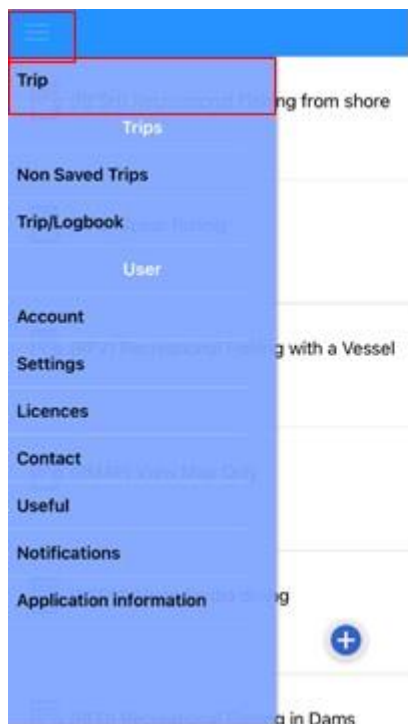 Trip
ng from shore
Trips
Non Saved Trips
Trip/Logbook
User
Account
g with a Vessel
Settings
Licences
Contact
Useful
Notifications
Application information
ng
g in Dams